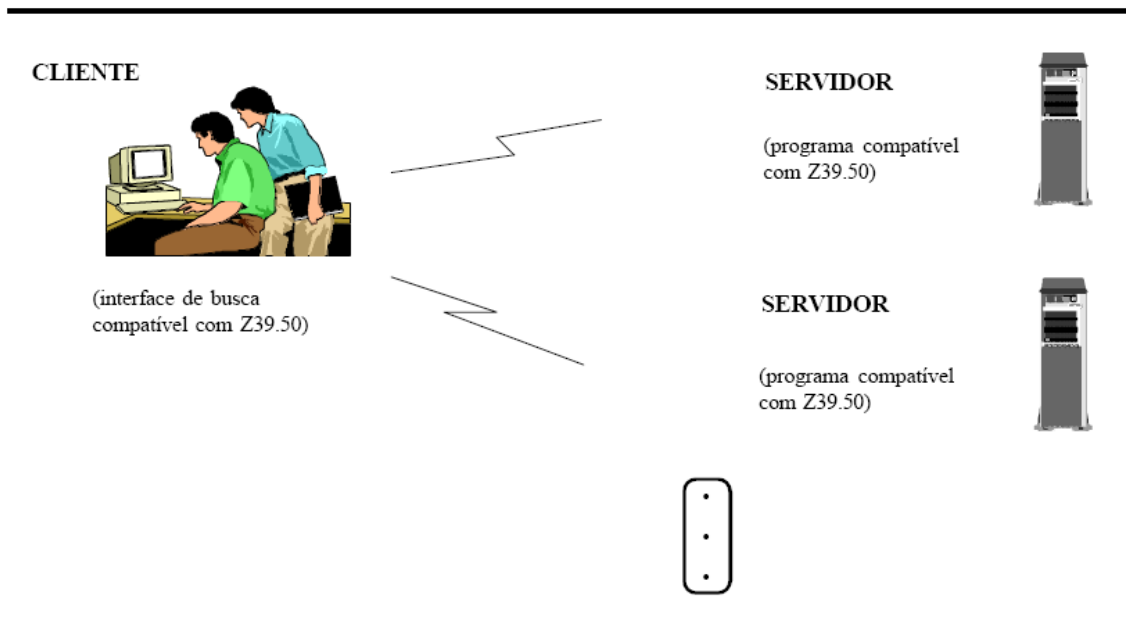 CLIENTE
(interface de busca
compatível com Z39.50)
SERVIDOR
(programa compatível
com Z39.50)
SERVIDOR
(programa compatível
com Z39.50)